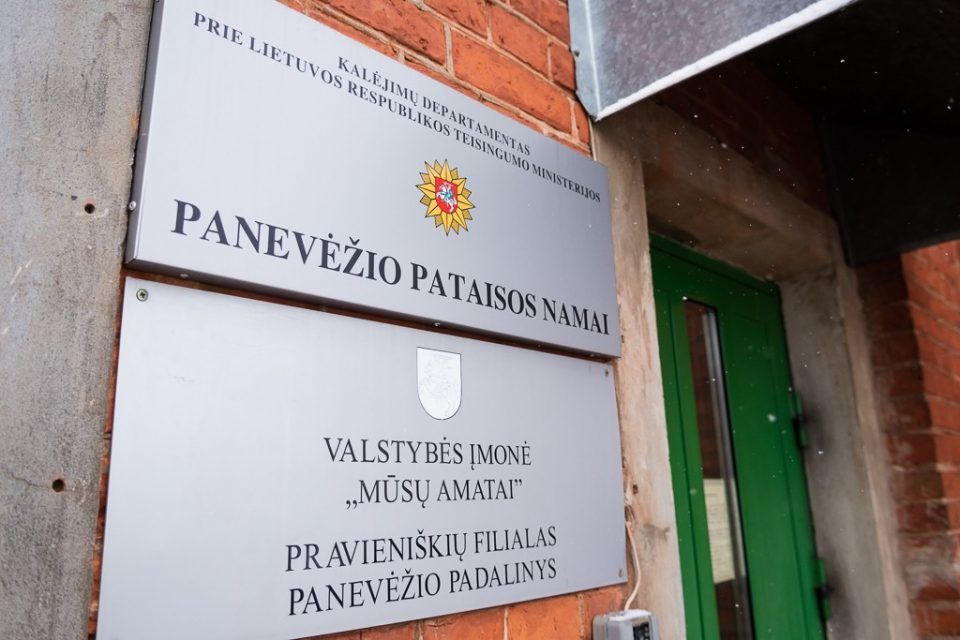 KALĖJIMŲ DEPARTAMENTAS
PRIE LIETUVOS RESPUBLIKOS TEISINGUMO MINISTERIJOS
PANEVĖŽIO PATAISOS NAMAI
VALSTYBĖS ĮMONĖ
„MŪSŲ AMATAI”
PRAVIENIŠKIŲ FILIALAS
PANEVĖŽIO PADALINYS